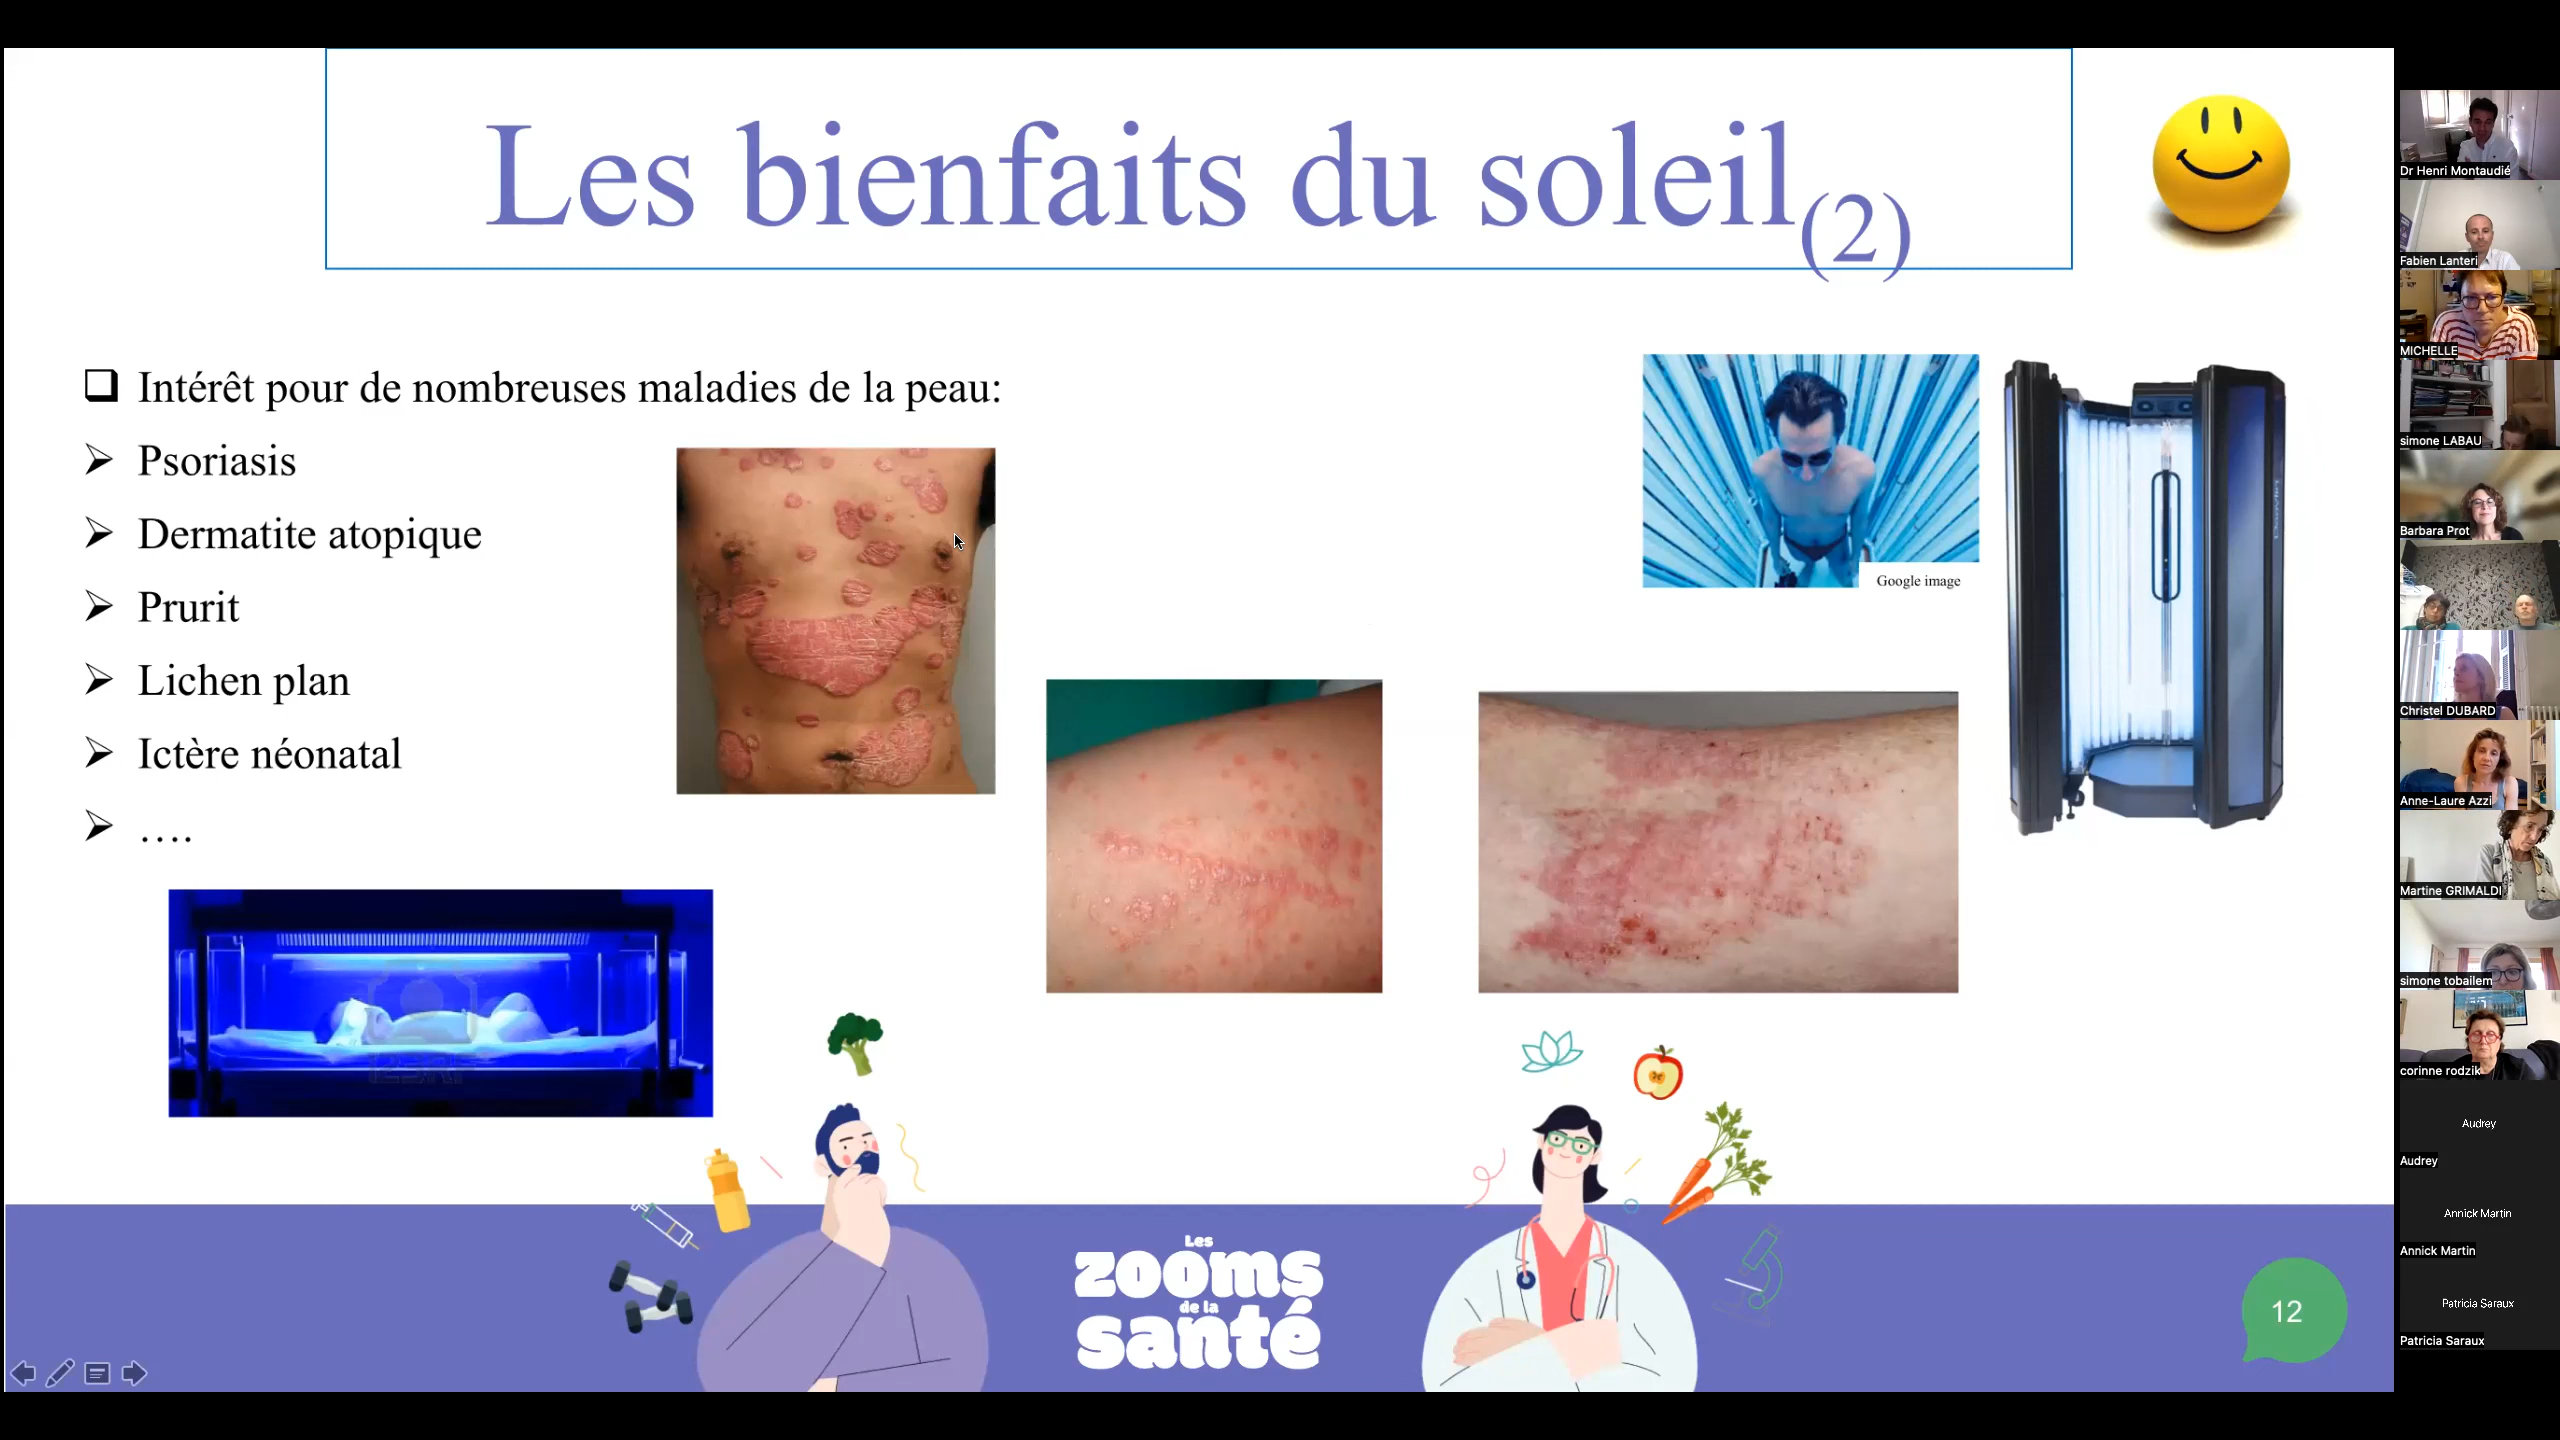 Les bienfaits du soleil(2)
Intérêt pour de nombreuses maladies de la peau:
Psoriasis
Dermatite atopique
Prurit
Lichen plan
Ictère néonatal
….
Google image
Les
zooms
de la
santé
12
Dr Henri Montaudié
Fabien Lanteri
MICHELLE
simone LABAU
Barbara Prot
Christel DUBARD
Anne-Laure Azzi
Martine GRIMALDI
simone tobailem
corinne rodzik
Audrey
Audrey
Annick Martin
Annick Martin
Patricia Saraux
Patricia Saraux